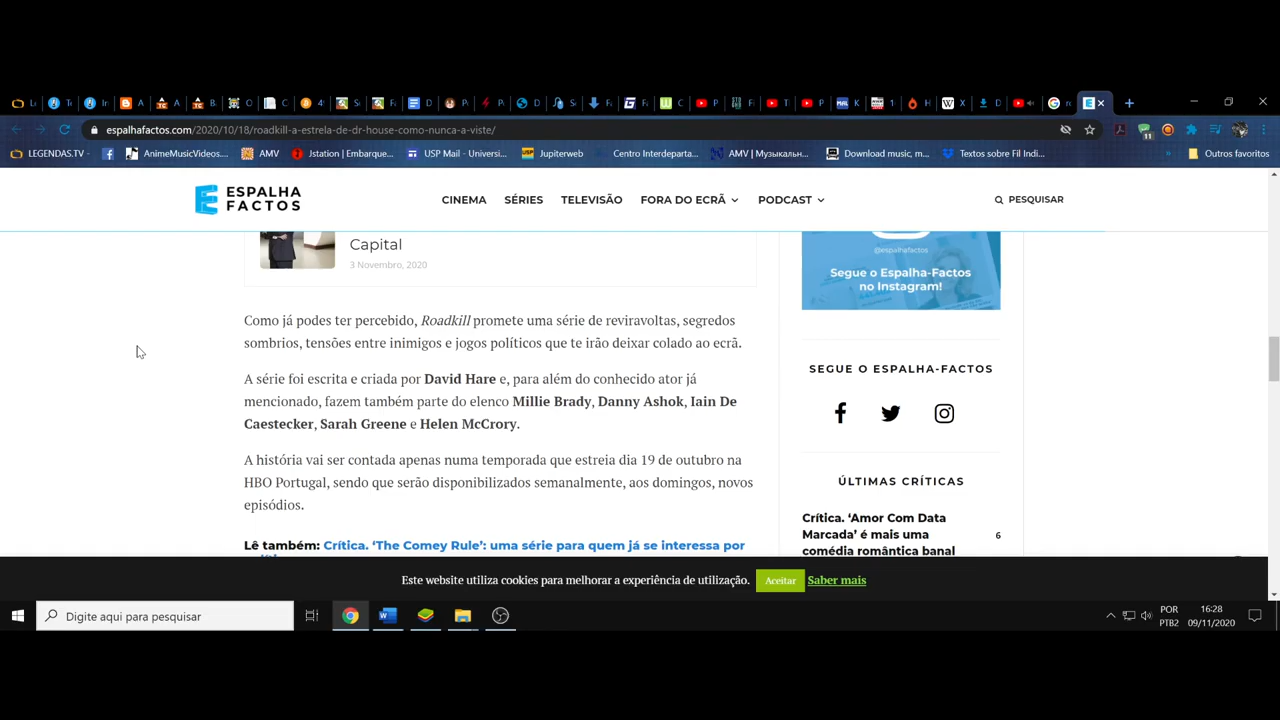 Lo
Te
In
A
A
B
O
C
4
S
F
D
P
P
D
S
F
G
C
P
F
T
P
K
1
H
X
D
ro
espalhafactos.com/2020/10/18/roadkill-a-estrela-de-dr-house-como-nunca-a-viste/
11
LEGENDAS.TV -
AnimeMusicVideos....
AMV
Jstation | Embarque...
USP Mail - Universi...
Jupiterweb
Centro Interdeparta...
AMV | Музыкальн...
Download music, m...
Textos sobre Fil Indi...
»
Outros favoritos
ESPALHA
FACTOS
CINEMA
SÉRIES
TELEVISÃO
FORA DO ECRÃ
PODCAST
PESQUISAR
Capital
3 Novembro, 2020
Como já podes ter percebido, Roadkill promete uma série de reviravoltas, segredos
sombrios, tensões entre inimigos e jogos políticos que te irão deixar colado ao ecrã.
A série foi escrita e criada por David Hare e, para além do conhecido ator já
mencionado, fazem também parte do elenco Millie Brady, Danny Ashok, Iain De
Caestecker, Sarah Greene e Helen McCrory.
A história vai ser contada apenas numa temporada que estreia dia 19 de outubro na
HBO Portugal, sendo que serão disponibilizados semanalmente, aos domingos, novos
episódios.
Lê também: Crítica. ‘The Comey Rule’: uma série para quem já se interessa por
@espalhafactos
Segue o Espalha-Factos
no Instagram!
SEGUE O ESPALHA-FACTOS
ÚLTIMAS CRÍTICAS
Crítica. ‘Amor Com Data
Marcada’ é mais uma
comédia romântica banal
6
Este website utiliza cookies para melhorar a experiência de utilização.
Aceitar
Saber mais
Digite aqui para pesquisar
POR
PTB2
16:28
09/11/2020